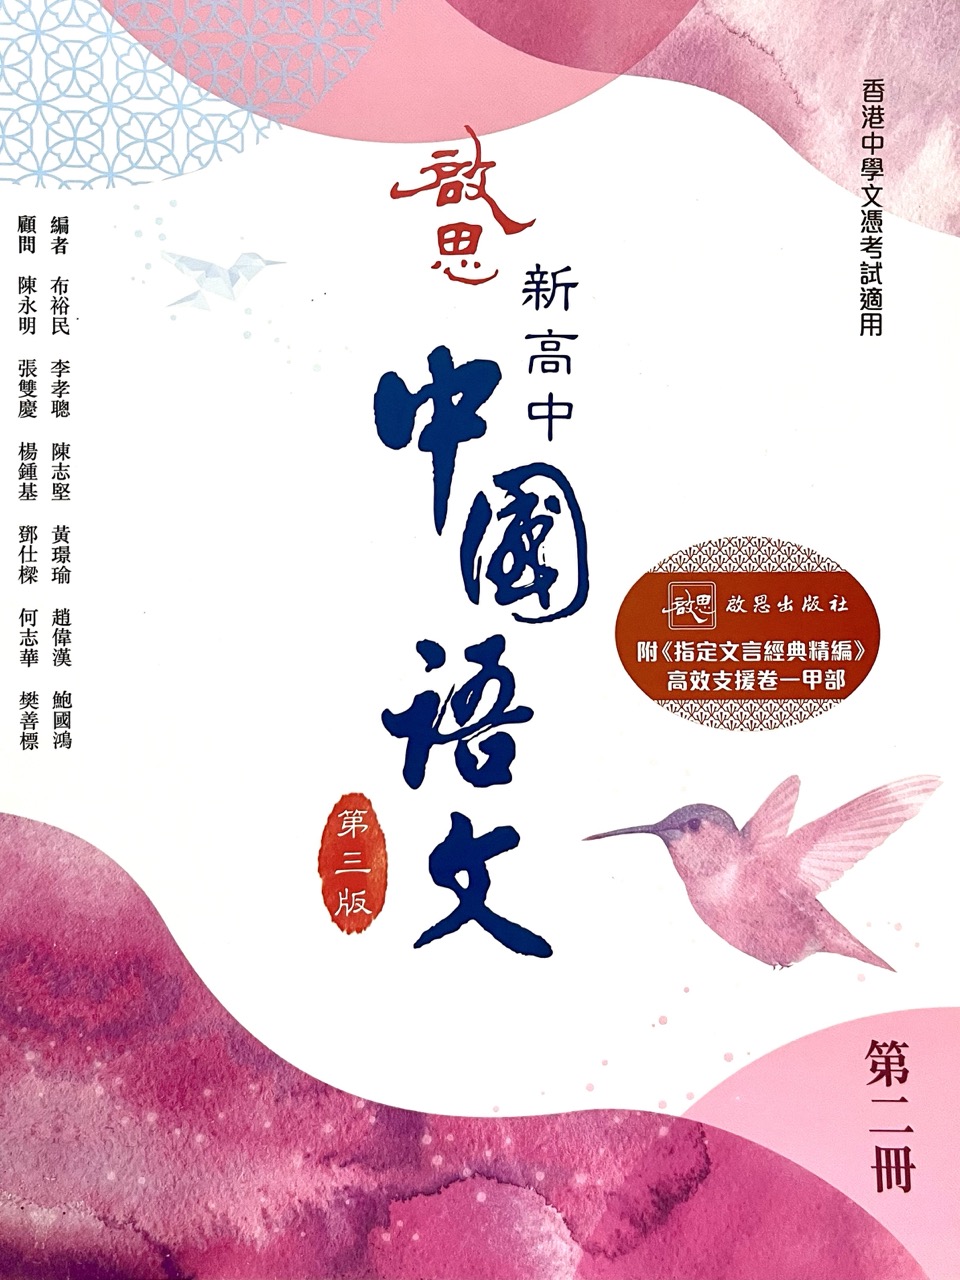 香港中學文憑考試適用
啟思
新高中
中國語文
第三版
編者 布裕民 李孝聰 陳志堅 黃璟瑜 趙偉漢 鮑國鴻
顧問 陳永明 張雙慶 楊鍾基 鄧仕樑 何志華 樊善標
啟思 啟思出版社
附《指定文言經典精編》
高效支援卷一甲部
第二冊